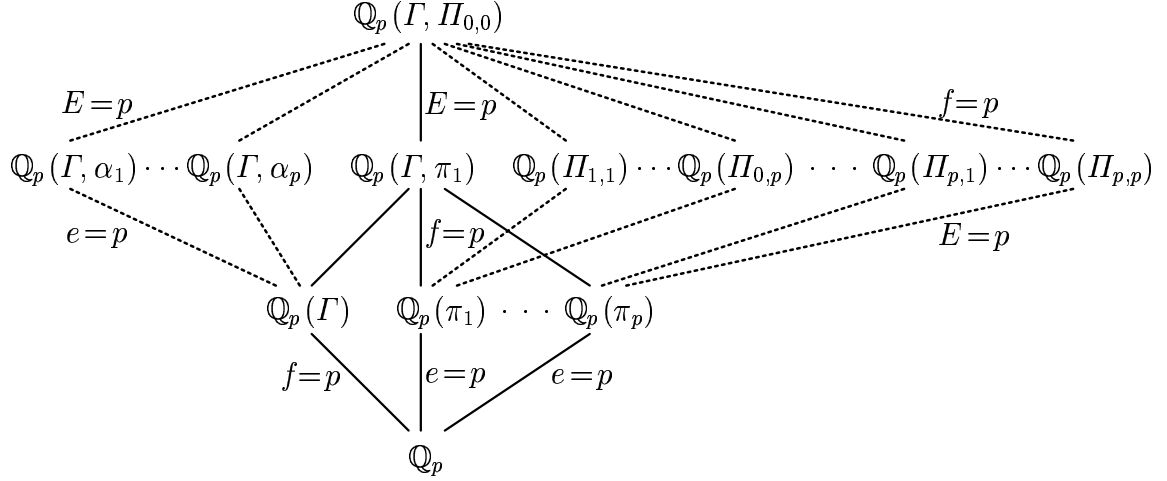 ℚₚ(Γ, Π₀,₀)
E = p E = p f = p
ℚₚ(Γ, α₁) ··· ℚₚ(Γ, αₚ) ℚₚ(Γ, π₁) ℚₚ(Π₁,₁) ··· ℚₚ(Π₀,ₚ) · · · ℚₚ(Πₚ,₁) ··· ℚₚ(Πₚ,ₚ)
e = p f = p E = p
ℚₚ(Γ) ℚₚ(π₁) · · · ℚₚ(πₚ)
f = p e = p e = p
ℚₚ